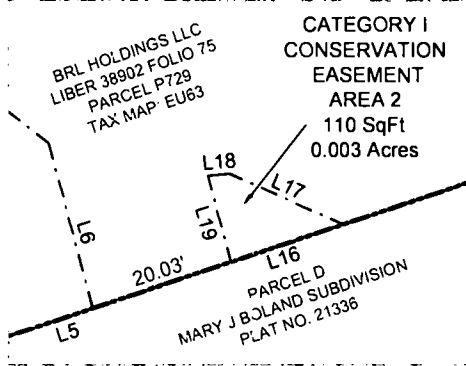 CATEGORY I
CONSERVATION
EASEMENT
AREA 2
110 SqFt
0.003 Acres
BRL HOLDINGS LLC
LIBER 38902 FOLIO 75
PARCEL P729
TAX MAP EU63
L18
L17
L6
L19
20.03'
L16
L5
PARCEL D
MARY J BOLAND SUBDIVISION
PLAT NO. 21336